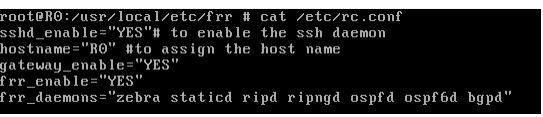 root@R0:/usr/local/etc/frr # cat /etc/rc.conf
sshd_enable="YES"# to enable the ssh daemon
hostname="R0" #to assign the host name
gateway_enable="YES"
frr_enable="YES"
frr_daemons="zebra staticd ripd ripngd ospfd ospf6d bgpd"